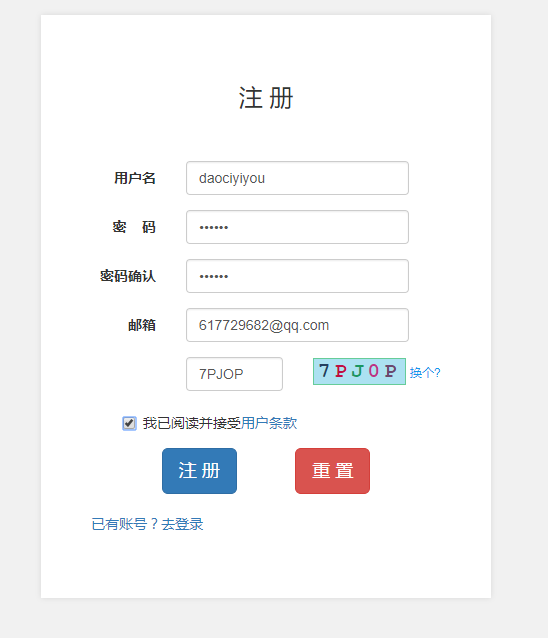 注 册
用户名 daociyiyou
密 码 ••••••
密码确认 ••••••
邮箱 617729682@qq.com
7PJOP 7PJ0P 换个?
我已阅读并接受用户条款
注 册 重 置
已有账号？去登录